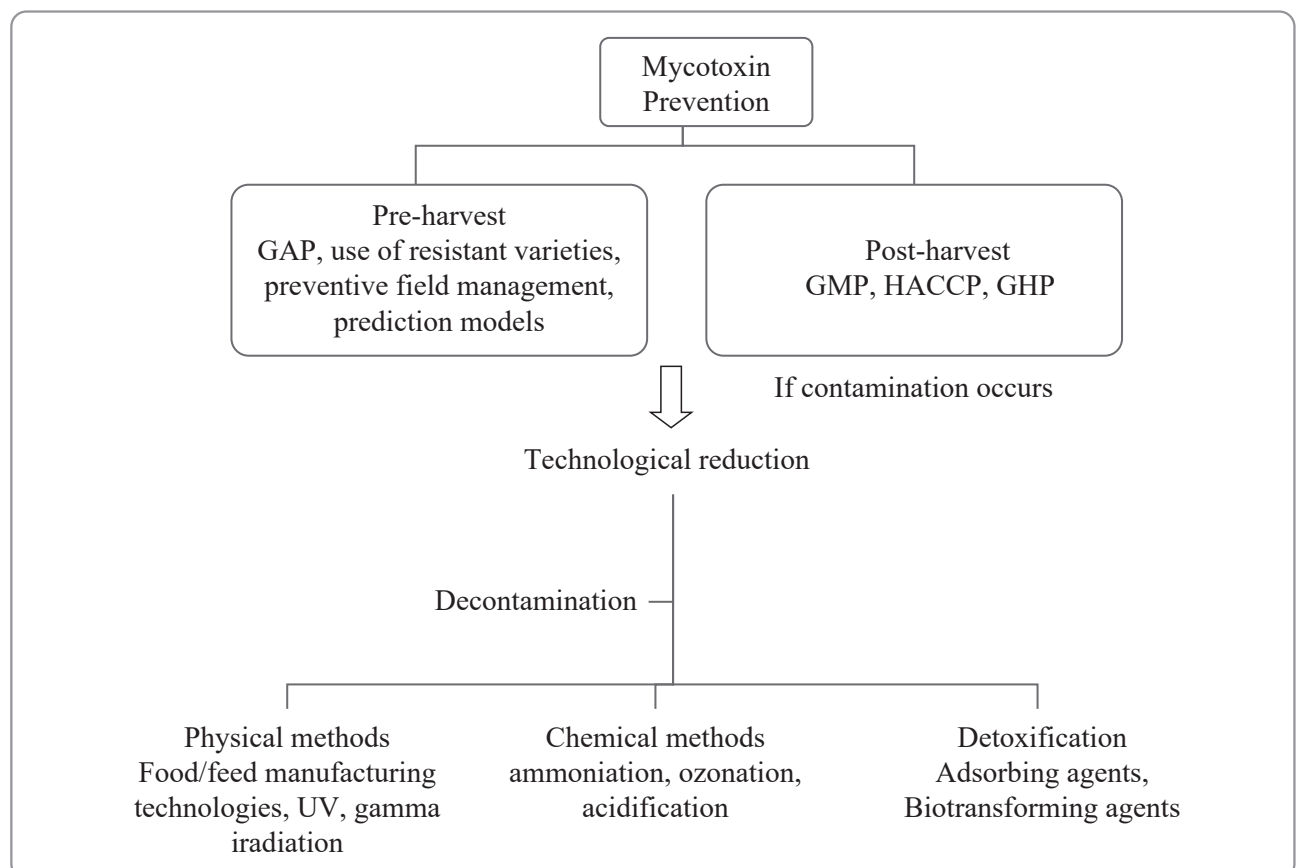 Mycotoxin
Prevention
Pre-harvest
GAP, use of resistant varieties,
preventive field management,
prediction models
Post-harvest
GMP, HACCP, GHP
If contamination occurs
Technological reduction
Decontamination
Physical methods
Food/feed manufacturing
technologies, UV, gamma
iradiation
Chemical methods
ammoniation, ozonation,
acidification
Detoxification
Adsorbing agents,
Biotransforming agents